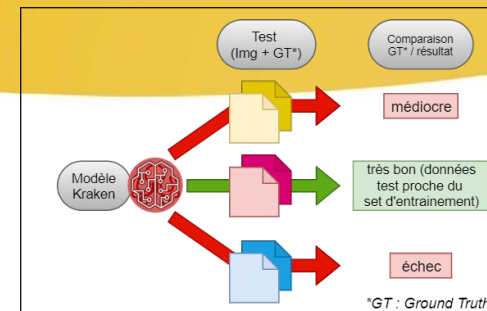 Test
(Img + GT*)
Comparaison
GT* / résultat
médiocre
Modèle
Kraken
très bon (données
test proche du
set d'entrainement)
échec
*GT : Ground Truth